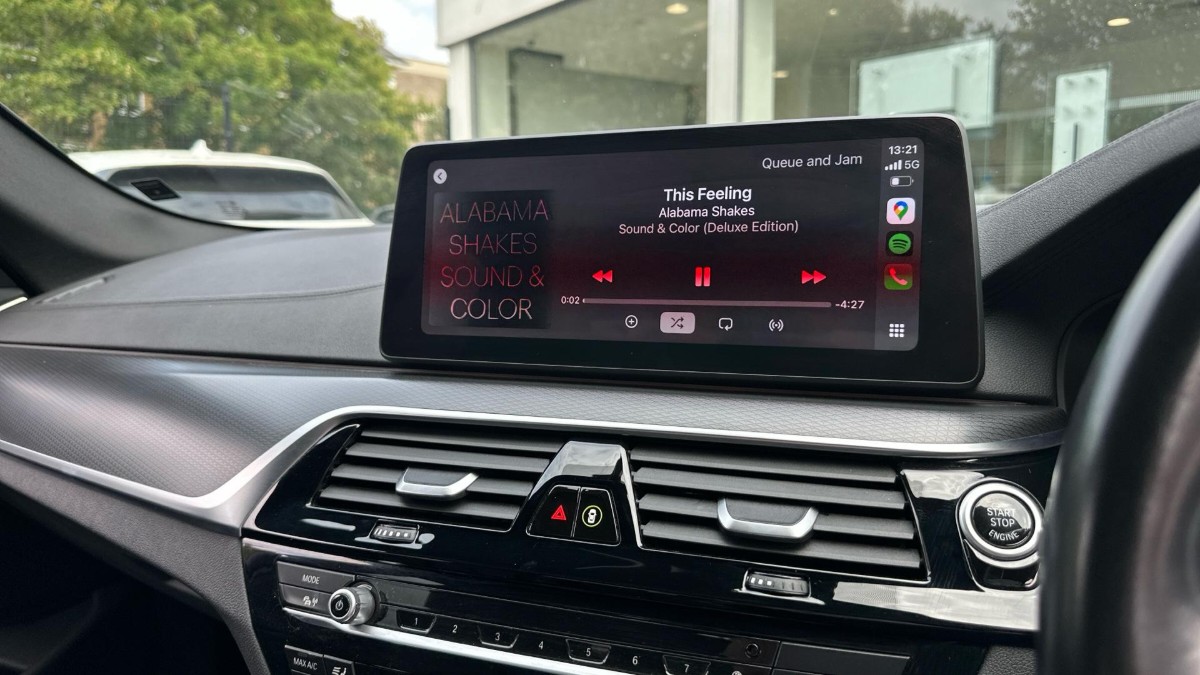 Queue and Jam
13:21
5G
ALABAMA
SHAKES
SOUND &
COLOR
This Feeling
Alabama Shakes
Sound & Color (Deluxe Edition)
0:02
-4:27
START
STOP
ENGINE
MODE
1
2
3
4
5
6
7
MAX A/C